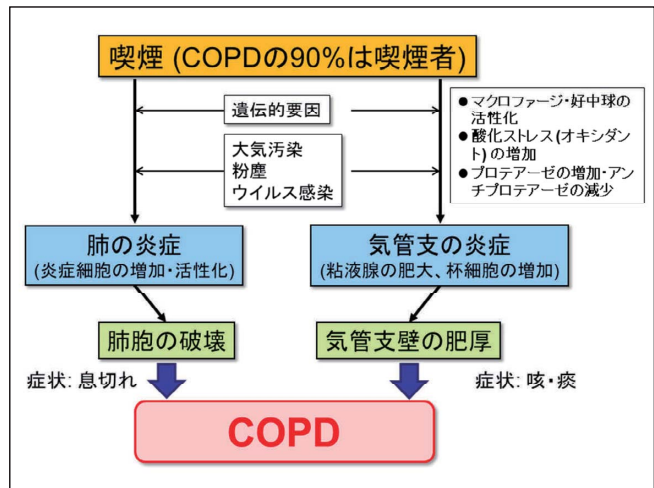 喫煙 (COPDの90%は喫煙者)
遺伝的要因
大気汚染
粉塵
ウイルス感染
●マクロファージ・好中球の
活性化
●酸化ストレス(オキシダン
ト)の増加
●プロテアーゼの増加・アン
チプロテアーゼの減少
肺の炎症
(炎症細胞の増加・活性化)
気管支の炎症
(粘液腺の肥大、杯細胞の増加)
肺胞の破壊
気管支壁の肥厚
症状: 息切れ
症状: 咳・痰
COPD